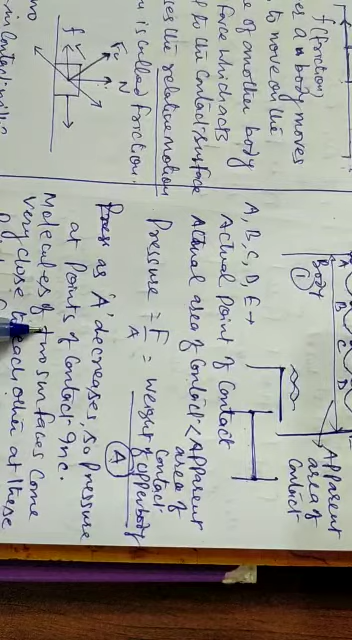 f (friction)
es a body moves
to move on the
e of another body
face which acts
l to the contact surface
ses the relative motion
n is called friction.
f
N
in contact
A B C D
Body
Apparent
area of
Contact
A, B, C, D, E →
Actual point of contact
Actual area of contact < Apparent
area of
contact
Pressure = F/A = weight of upper body
A
as 'A' decreases, so pressure
at points of contact inc.
Molecules of two surfaces come
very close to each other at these